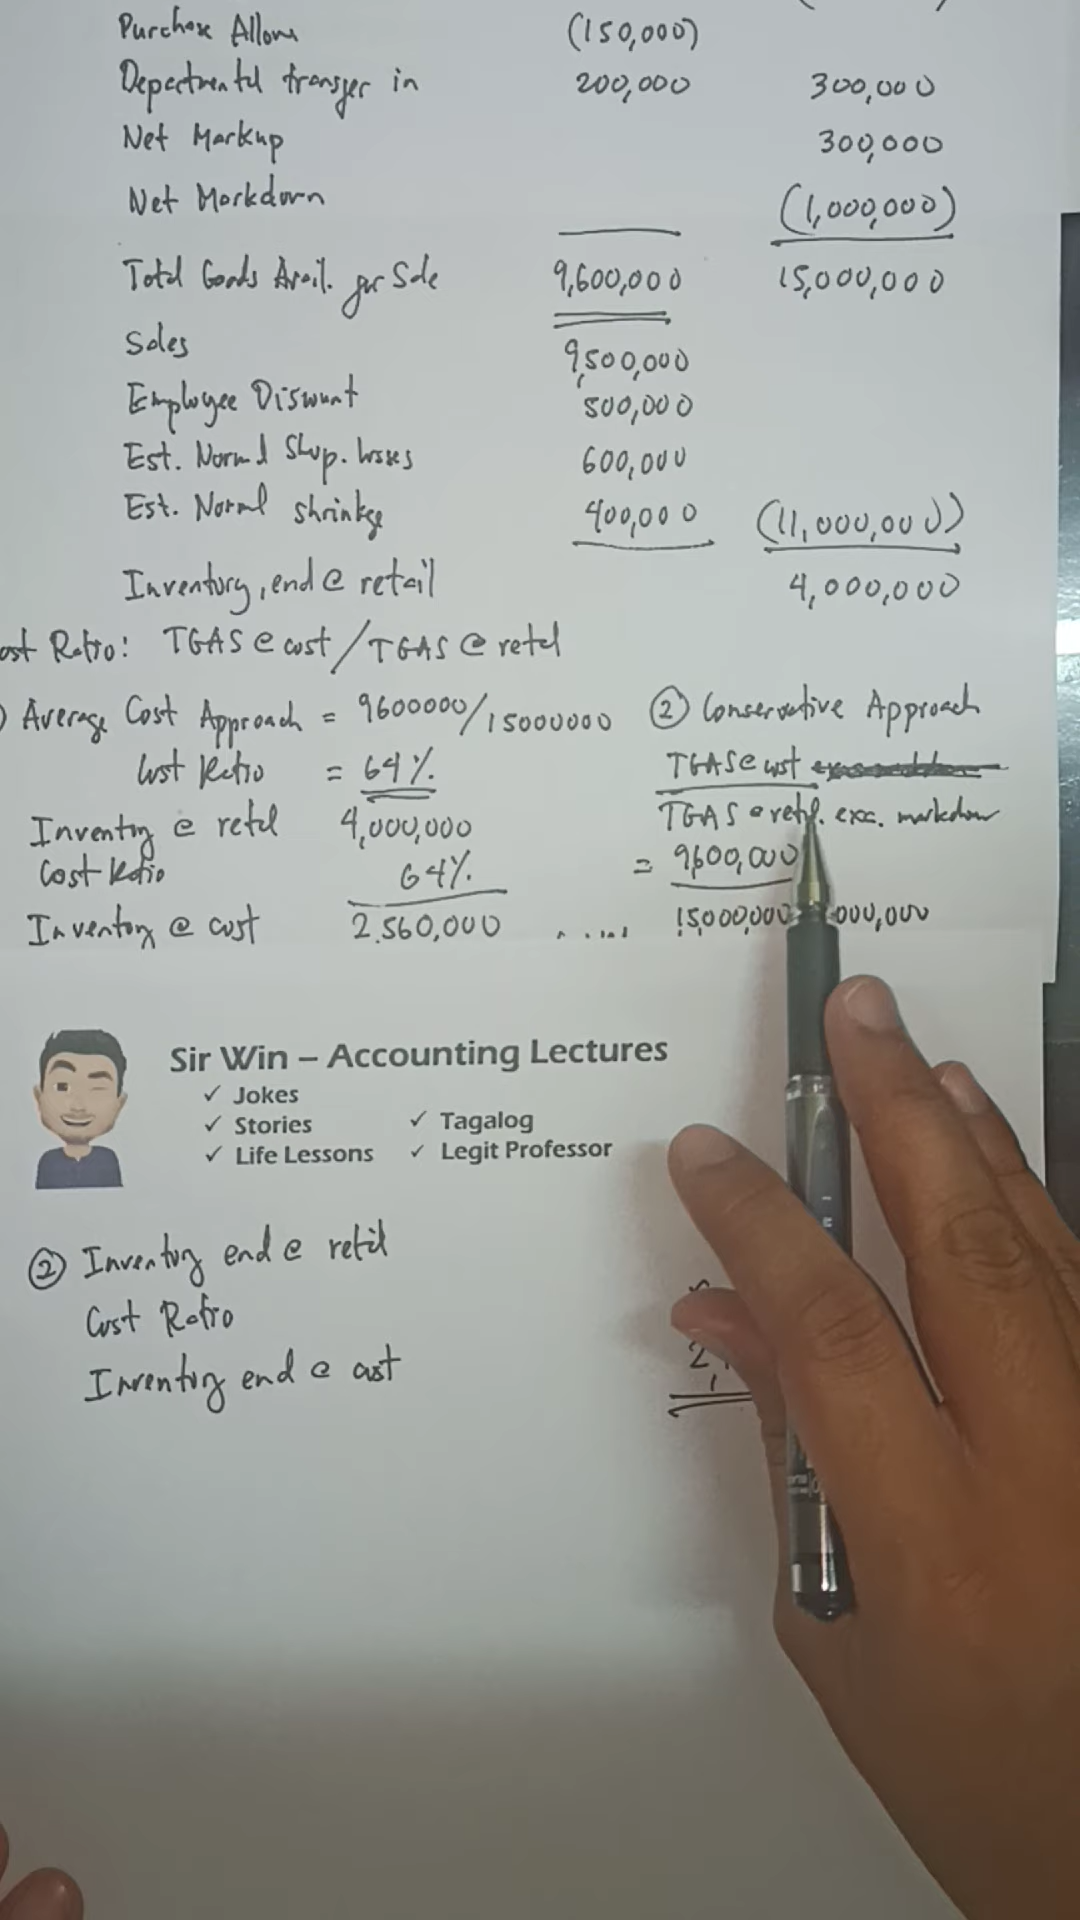 Purchase Allow (150,000)
Departmental transfer in 200,000 300,000
Net Markup 300,000
Net Markdown (1,000,000)
Total Goods Avail. for Sale 9,600,000 15,000,000
Sales 9,500,000
Employee Discount 500,000
Est. Normal Shop. losses 600,000
Est. Normal shrinkge 400,000 (11,000,000)
Inventory, end @ retail 4,000,000
ost Ratio: TGAS @ cost / TGAS @ retail
) Average Cost Approach = 9600000/15000000
Cost Ratio = 64%
Inventory @ retail 4,000,000
Cost Ratio 64%
Inventory @ cost 2,560,000
② Conservative Approach
TGAS @ cost
TGAS @ retail. exc. markdown
= 9,600,000
15,000,000 000,000
Sir Win – Accounting Lectures
✓ Jokes
✓ Stories ✓ Tagalog
✓ Life Lessons ✓ Legit Professor
② Inventory end @ retail
Cost Ratio
Inventory end @ cost 2,